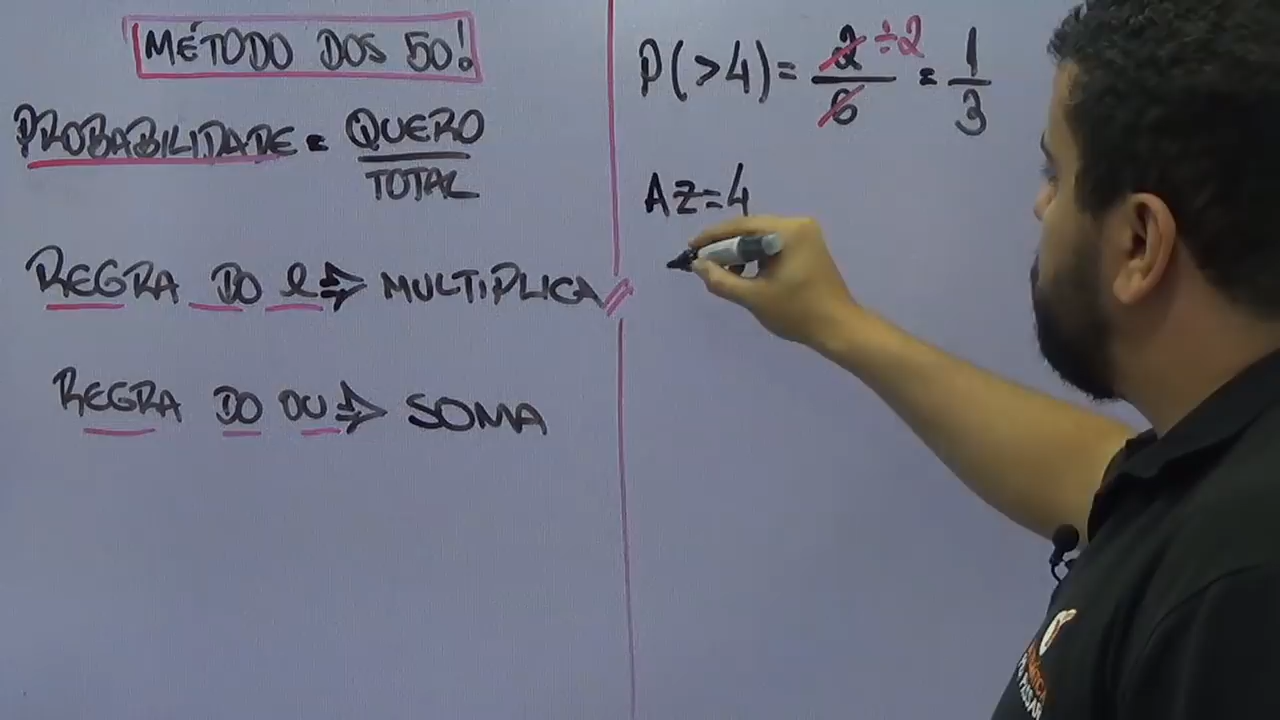 MÉTODO DOS 50!
PROBABILIDADE = QUERO
TOTAL
REGRA DO e ⇒ MULTIPLICA
REGRA DO OU ⇒ SOMA
P(>4) = 2 ÷2 = 1
6 3
AZ=4